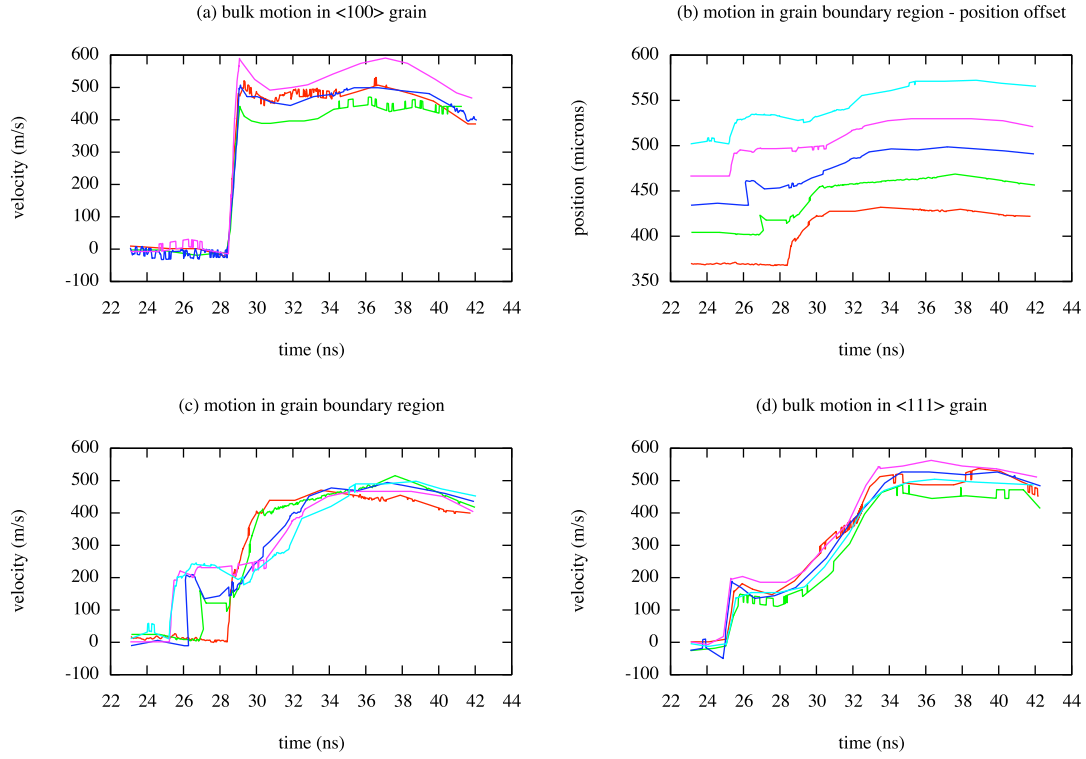 (a) bulk motion in <100> grain
velocity (m/s)
600
500
400
300
200
100
0
-100
22 24 26 28 30 32 34 36 38 40 42 44
time (ns)
(b) motion in grain boundary region - position offset
position (microns)
550
500
450
400
350
22 24 26 28 30 32 34 36 38 40 42 44
time (ns)
(c) motion in grain boundary region
velocity (m/s)
600
500
400
300
200
100
0
-100
22 24 26 28 30 32 34 36 38 40 42 44
time (ns)
(d) bulk motion in <111> grain
velocity (m/s)
600
500
400
300
200
100
0
-100
22 24 26 28 30 32 34 36 38 40 42 44
time (ns)